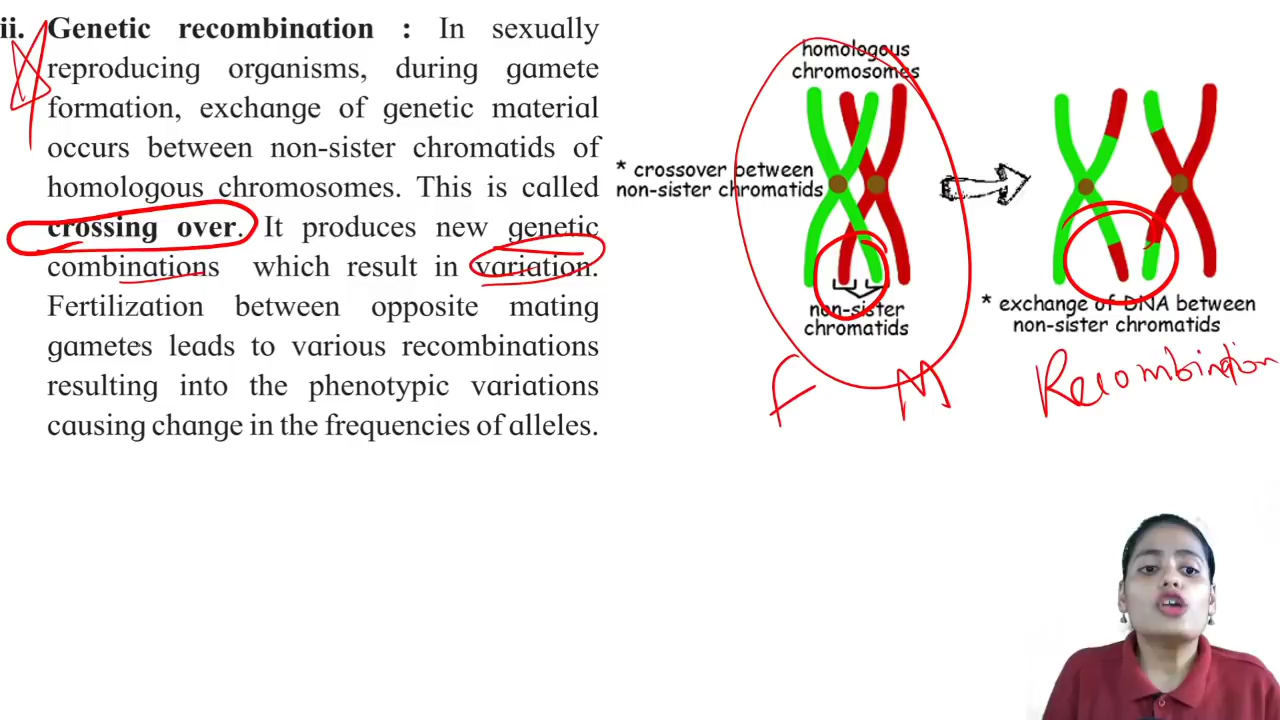 ii. Genetic recombination : In sexually
reproducing organisms, during gamete
formation, exchange of genetic material
occurs between non-sister chromatids of
homologous chromosomes. This is called
crossing over. It produces new genetic
combinations which result in variation.
Fertilization between opposite mating
gametes leads to various recombinations
resulting into the phenotypic variations
causing change in the frequencies of alleles.
homologous
chromosomes
* crossover between
non-sister chromatids
non-sister
chromatids
* exchange of DNA between
non-sister chromatids
F M
Recombination